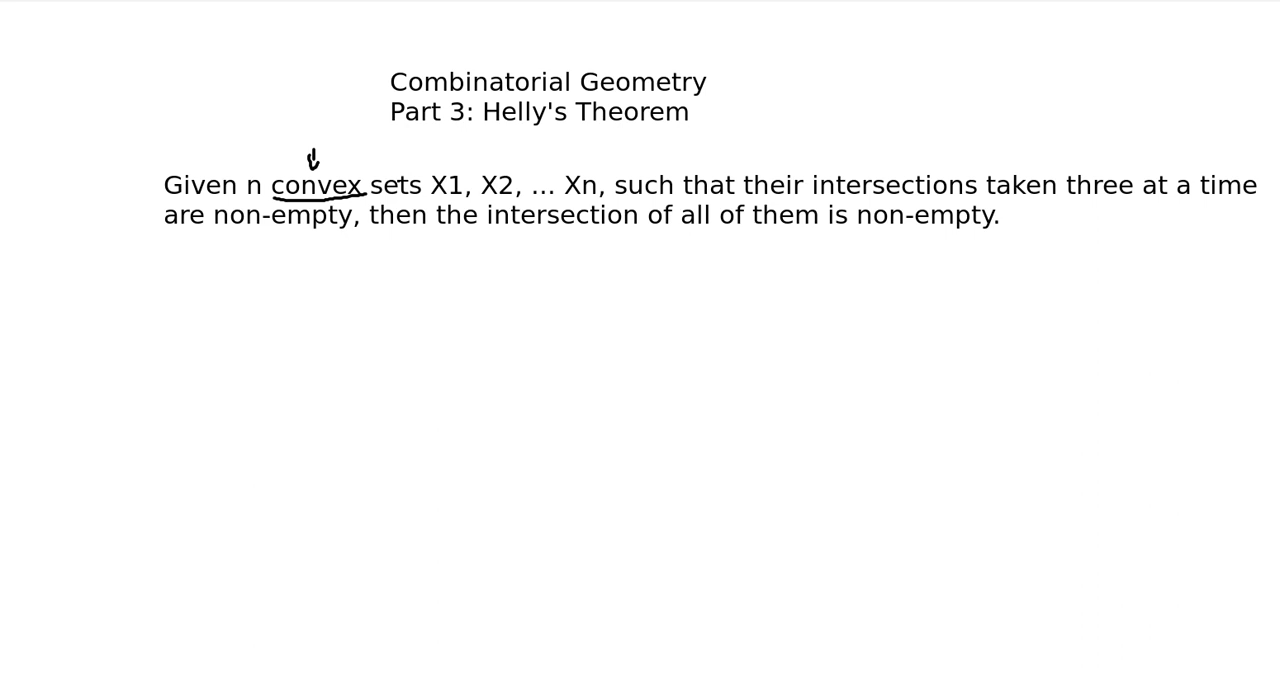 Combinatorial Geometry
Part 3: Helly's Theorem
Given n convex sets X1, X2, ... Xn, such that their intersections taken three at a time
are non-empty, then the intersection of all of them is non-empty.